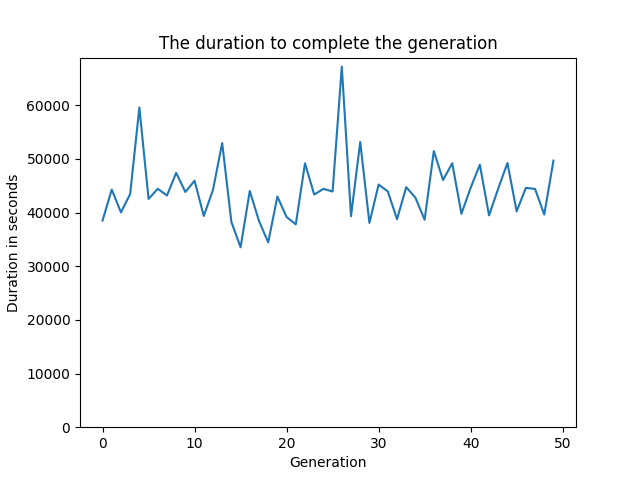 The duration to complete the generation
Duration in seconds
60000
50000
40000
30000
20000
10000
0
0 10 20 30 40 50
Generation